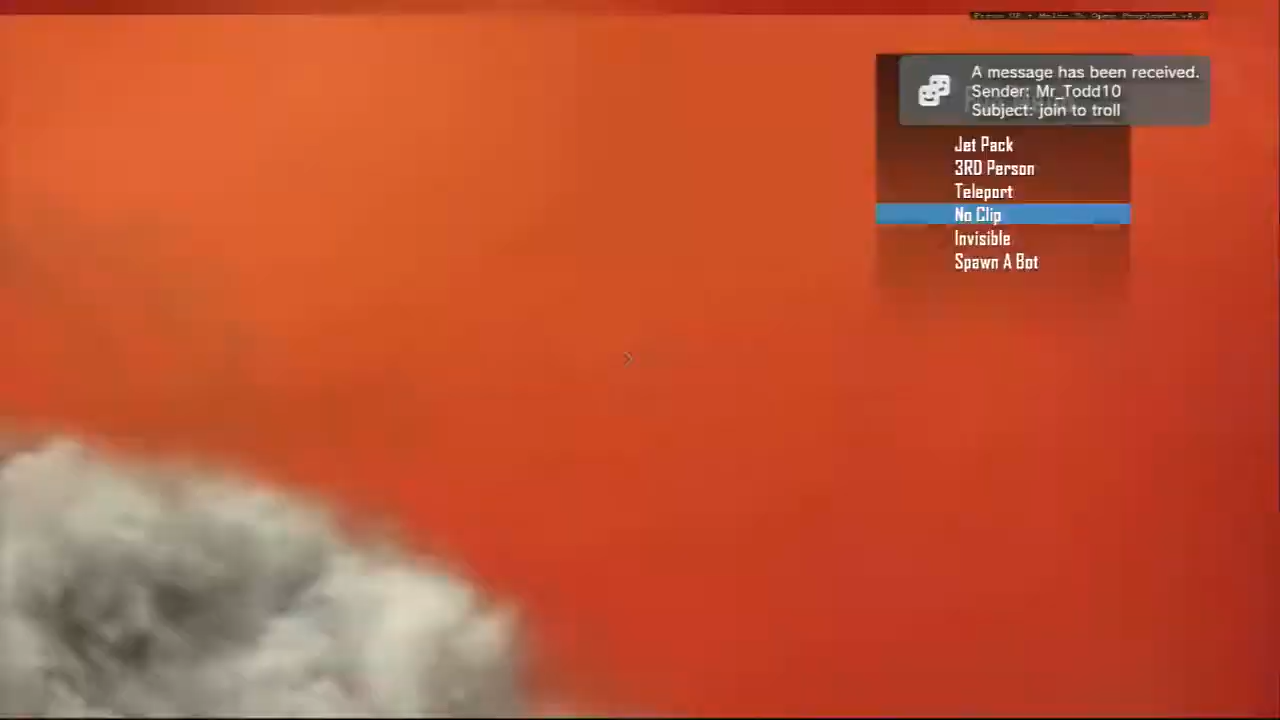 A message has been received.
Sender: Mr_Todd10
Subject: join to troll
Jet Pack
3RD Person
Teleport
No Clip
Invisible
Spawn A Bot